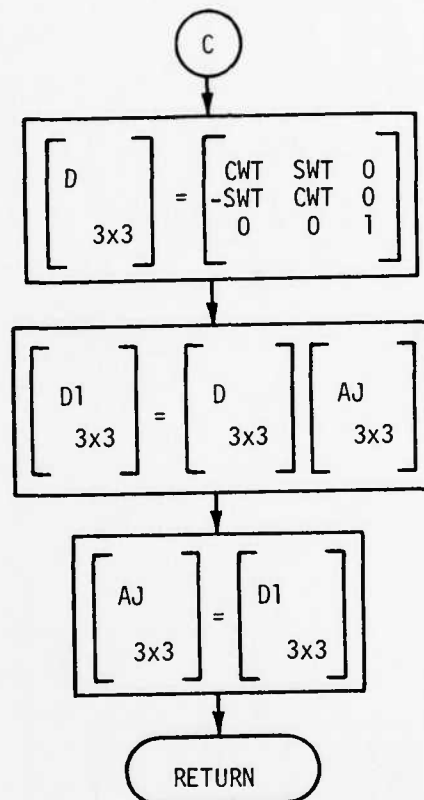 C
D
3x3
=
CWT SWT 0
-SWT CWT 0
0 0 1
D1
3x3
=
D
3x3
AJ
3x3
AJ
3x3
=
D1
3x3
RETURN